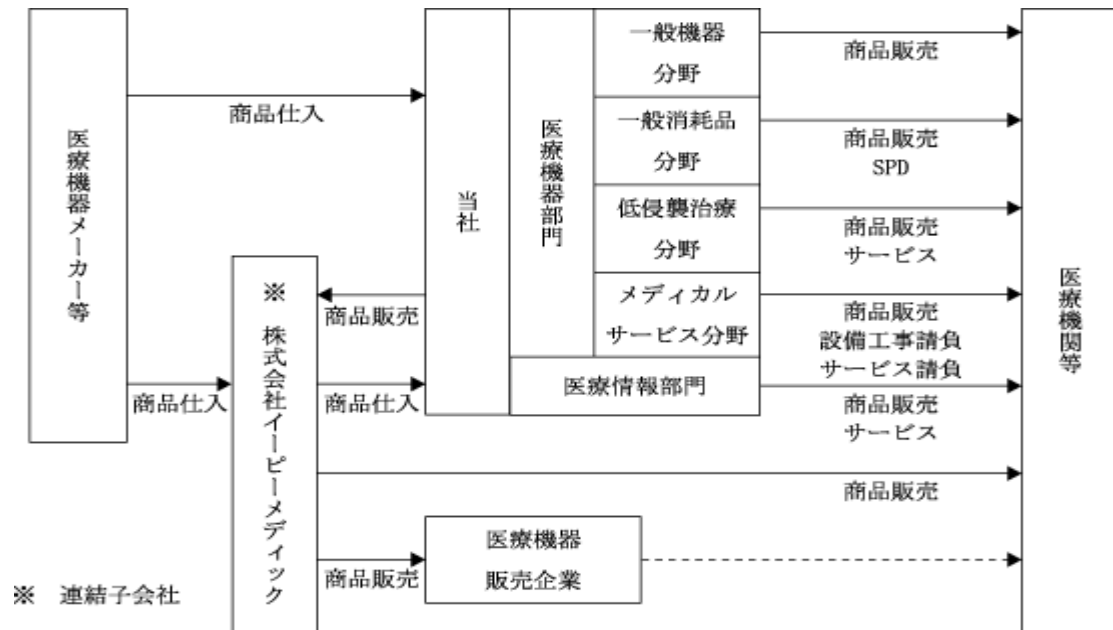 医療機器メーカー等
商品仕入
商品仕入
※ 株式会社イーピーメディック
商品販売
商品仕入
商品販売
当社
医療機器部門
一般機器
分野
一般消耗品
分野
低侵襲治療
分野
メディカル
サービス分野
医療情報部門
医療機器
販売企業
商品販売
商品販売
SPD
商品販売
サービス
商品販売
設備工事請負
サービス請負
商品販売
サービス
商品販売
医療機関等
※ 連結子会社